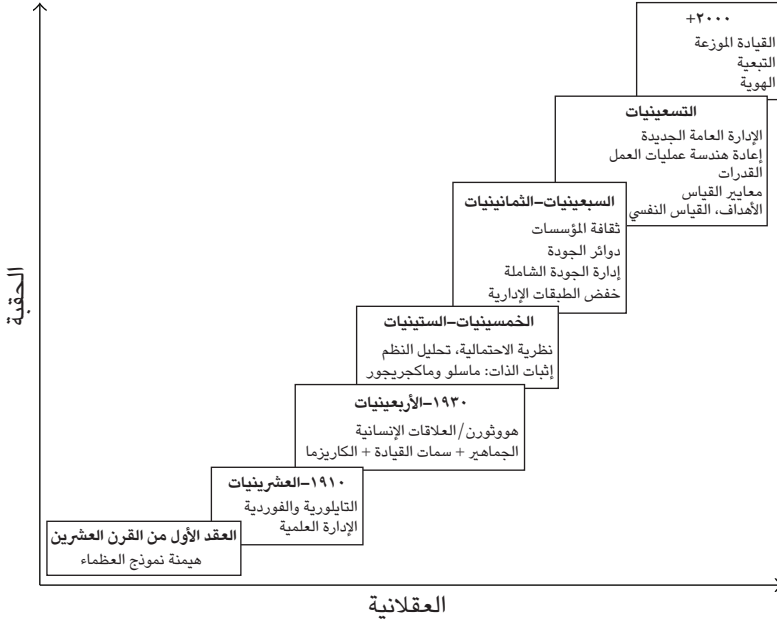 +٢٠٠٠
القيادة الموزعة
التبعية
الهوية
التسعينيات
الإدارة العامة الجديدة
إعادة هندسة عمليات العمل
القدرات
معايير القياس
الأهداف، القياس النفسي
السبعينيات–الثمانينيات
ثقافة المؤسسات
دوائر الجودة
إدارة الجودة الشاملة
خفض الطبقات الإدارية
الخمسينيات–الستينيات
نظرية الاحتمالية، تحليل النظم
إثبات الذات: ماسلو وماكجريجور
١٩٣٠–الأربعينيات
هووثورن/العلاقات الإنسانية
الجماهير + سمات القيادة + الكاريزما
١٩١٠–العشرينيات
التايلورية والفوردية
الإدارة العلمية
العقد الأول من القرن العشرين
هيمنة نموذج العظماء
الحقبة
العقلانية